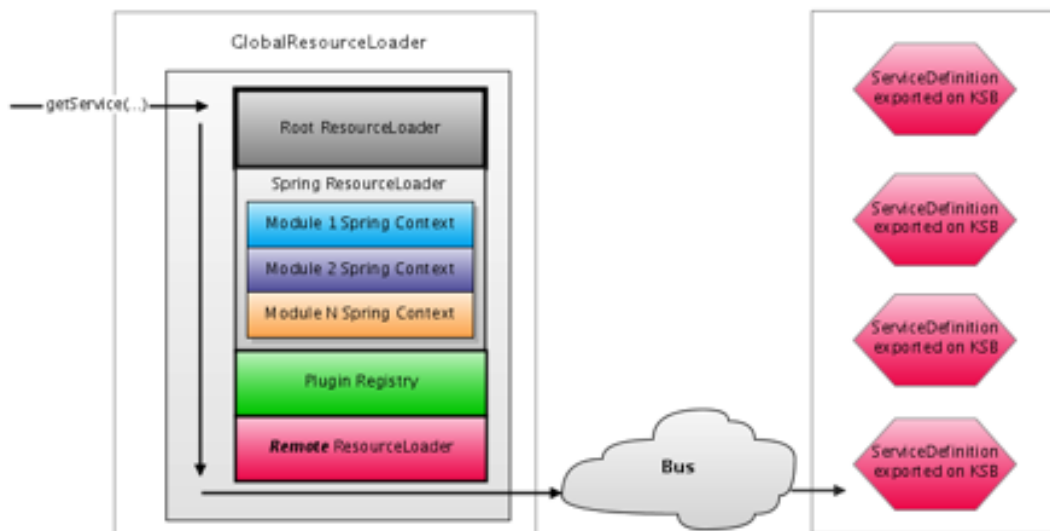 GlobalResourceLoader
getService(...)
Root ResourceLoader
Spring ResourceLoader
Module 1 Spring Context
Module 2 Spring Context
Module N Spring Context
Plugin Registry
Remote ResourceLoader
Bus
ServiceDefinition
exported on KSB
ServiceDefinition
exported on KSB
ServiceDefinition
exported on KSB
ServiceDefinition
exported on KSB